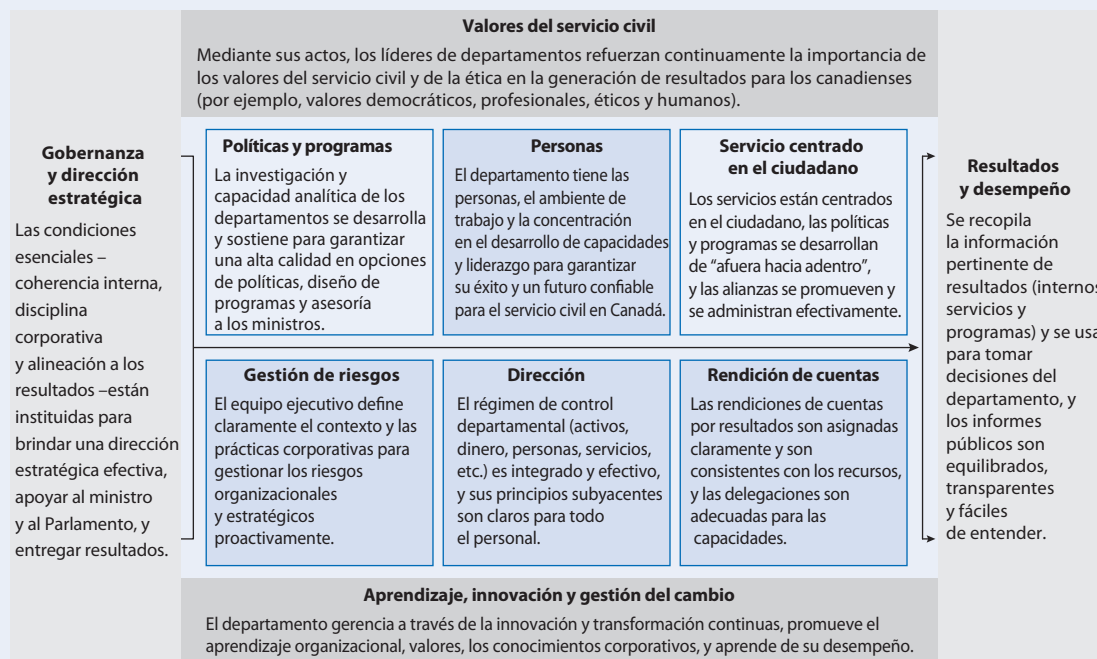 Valores del servicio civil
Mediante sus actos, los líderes de departamentos refuerzan continuamente la importancia de
los valores del servicio civil y de la ética en la generación de resultados para los canadienses
(por ejemplo, valores democráticos, profesionales, éticos y humanos).
Gobernanza
y dirección
estratégica
Las condiciones
esenciales –
coherencia interna,
disciplina
corporativa
y alineación a los
resultados –están
instituidas para
brindar una dirección
estratégica efectiva,
apoyar al ministro
y al Parlamento, y
entregar resultados.
Políticas y programas
La investigación y
capacidad analítica de los
departamentos se desarrolla
y sostiene para garantizar
una alta calidad en opciones
de políticas, diseño de
programas y asesoría
a los ministros.
Personas
El departamento tiene las
personas, el ambiente de
trabajo y la concentración
en el desarrollo de capacidades
y liderazgo para garantizar
su éxito y un futuro confiable
para el servicio civil en Canadá.
Servicio centrado
en el ciudadano
Los servicios están centrados
en el ciudadano, las políticas
y programas se desarrollan
de “afuera hacia adentro”,
y las alianzas se promueven y
se administran efectivamente.
Gestión de riesgos
El equipo ejecutivo define
claramente el contexto y las
prácticas corporativas para
gestionar los riesgos
organizacionales
y estratégicos
proactivamente.
Dirección
El régimen de control
departamental (activos,
dinero, personas, servicios,
etc.) es integrado y efectivo,
y sus principios subyacentes
son claros para todo
el personal.
Rendición de cuentas
Las rendiciones de cuentas
por resultados son asignadas
claramente y son
consistentes con los recursos,
y las delegaciones son
adecuadas para las
capacidades.
Resultados
y desempeño
Se recopila
la información
pertinente de
resultados (internos
servicios y
programas) y se usa
para tomar
decisiones del
departamento, y
los informes
públicos son
equilibrados,
transparentes
y fáciles
de entender.
Aprendizaje, innovación y gestión del cambio
El departamento gerencia a través de la innovación y transformación continuas, promueve el
aprendizaje organizacional, valores, los conocimientos corporativos, y aprende de su desempeño.